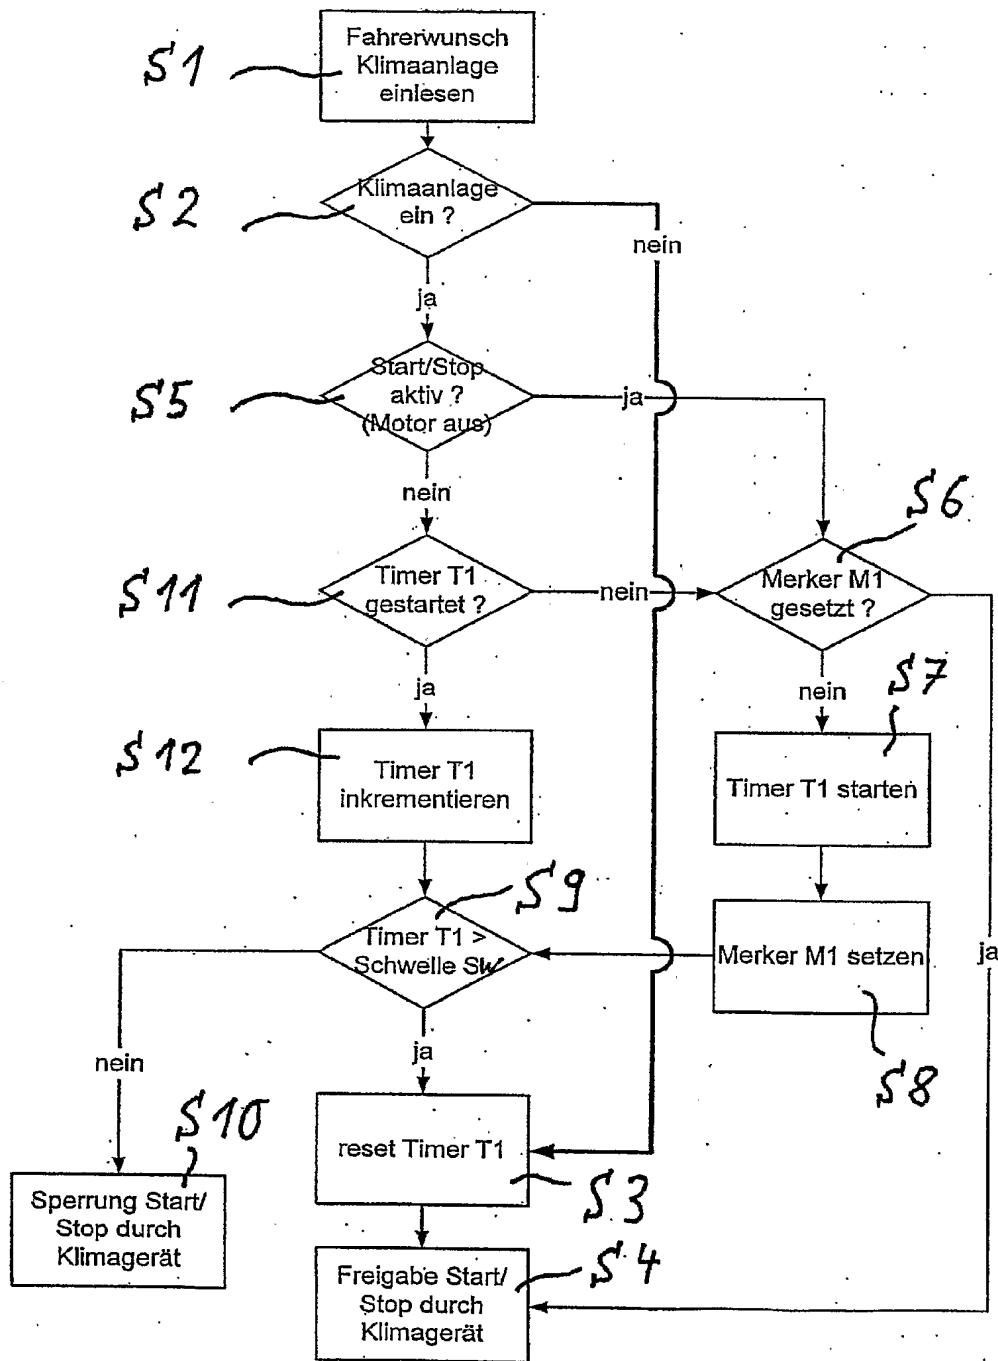 S1
Fahrerwunsch
Klimaanlage
einlesen
S2
Klimaanlage
ein ?
nein
ja
S5
Start/Stop
aktiv ?
(Motor aus)
ja
nein
S6
S11
Timer T1
gestartet ?
nein
Merker M1
gesetzt ?
ja
nein
S7
S12
Timer T1
inkrementieren
Timer T1 starten
S9
Timer T1 >
Schwelle SW
Merker M1 setzen
ja
nein
ja
S8
S10
reset Timer T1
S3
Sperrung Start/
Stop durch
Klimagerät
S4
Freigabe Start/
Stop durch
Klimagerät